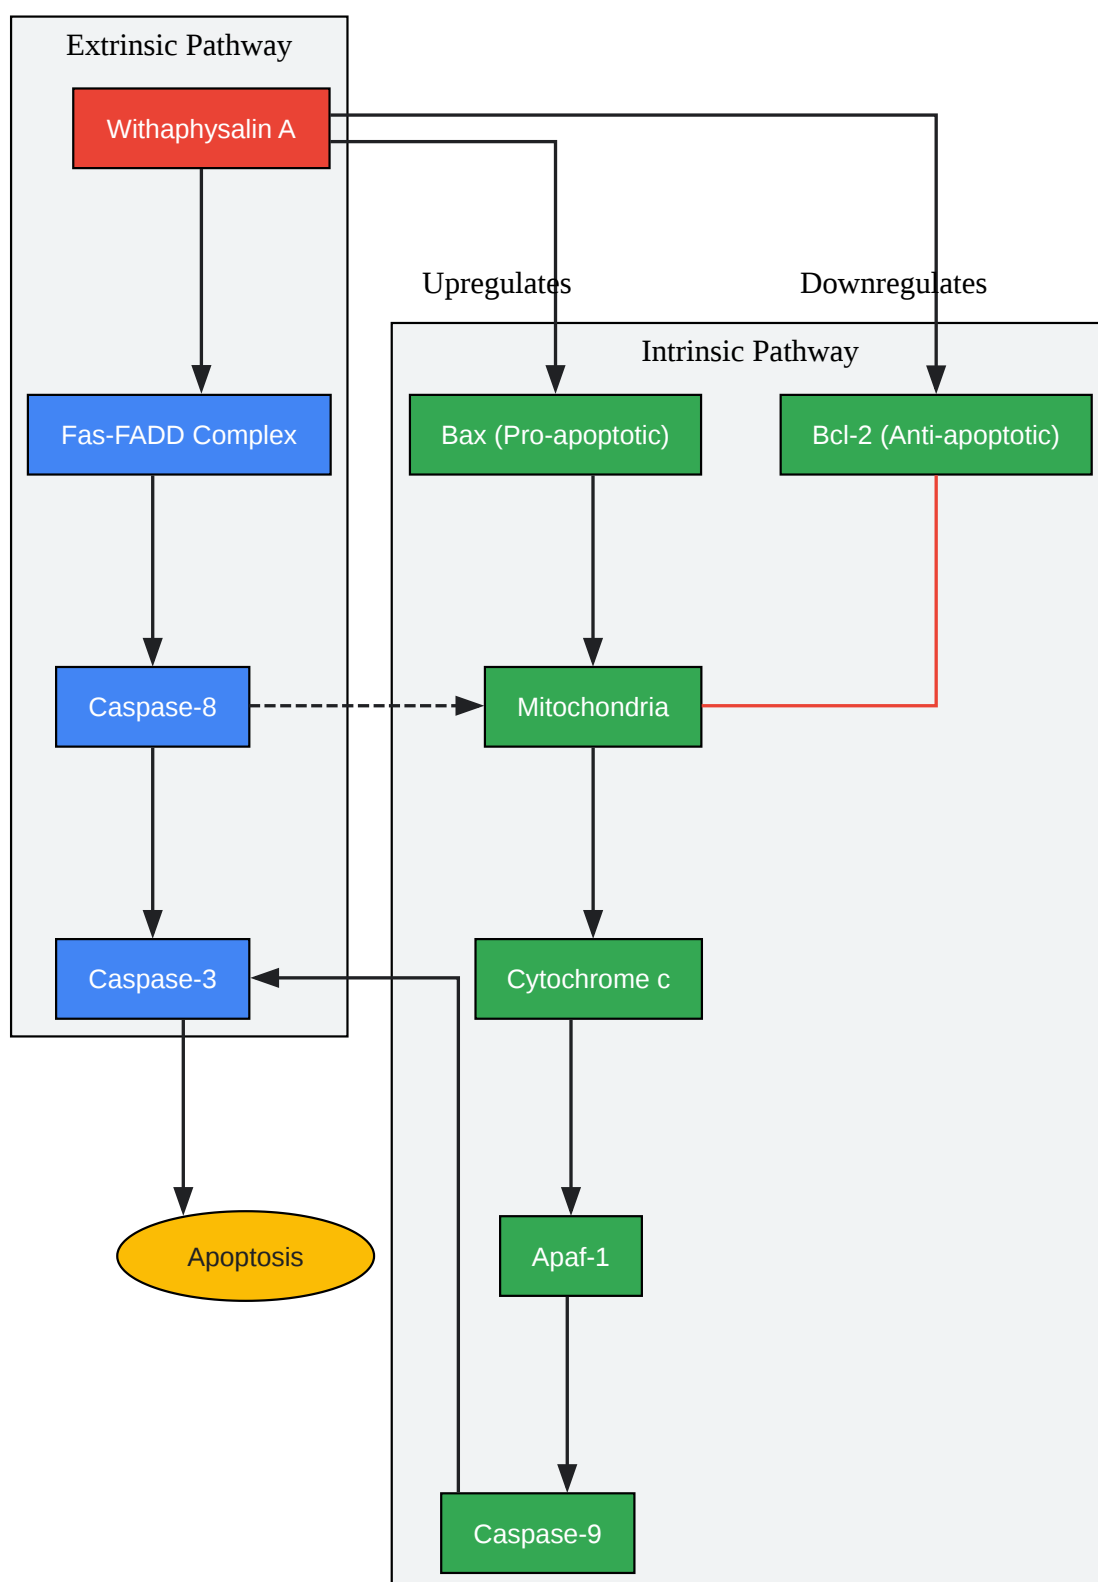 Extrinsic Pathway
Withaphysalin A
Upregulates
Downregulates
Intrinsic Pathway
Fas-FADD Complex
Bax (Pro-apoptotic)
Bcl-2 (Anti-apoptotic)
Caspase-8
Mitochondria
Caspase-3
Cytochrome c
Apoptosis
Apaf-1
Caspase-9